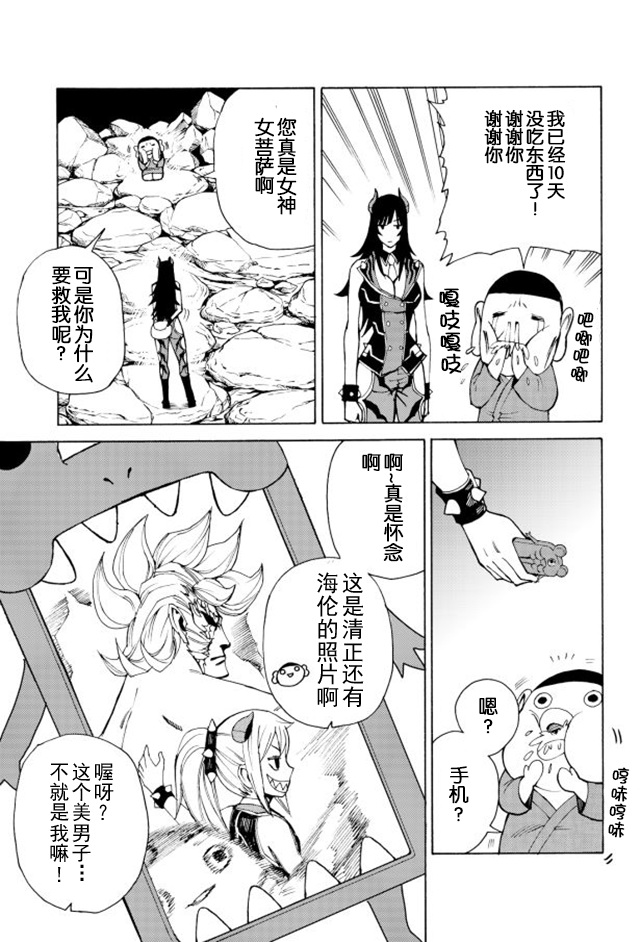 我已经10天
没吃东西了！
谢谢你
谢谢你
吧唧吧唧
嘎吱嘎吱
您真是女神
女菩萨啊
可是你为什么
要救我呢？
嗯？
手机？
哼哧哼哧
啊~真是怀念
啊
这是清正还有
海伦的照片啊
喔呀？
这个美男子…
不就是我嘛！